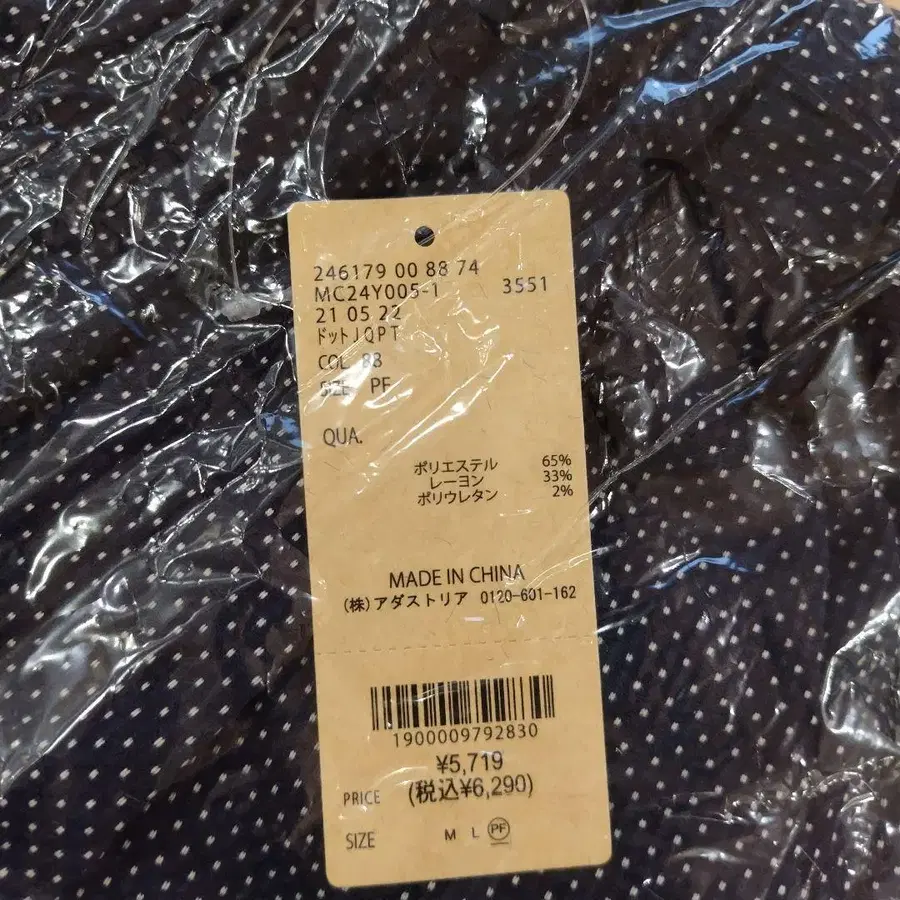 246179 00 88 74
MC24Y005-1 3551
21 05 22
ドットJQPT
COL 88
SIZE PF
QUA.
ポリエステル 65%
レーヨン 33%
ポリウレタン 2%
MADE IN CHINA
(株)アダストリア 0120-601-162
1900009792830
¥5,719
PRICE (税込¥6,290)
SIZE M L PF